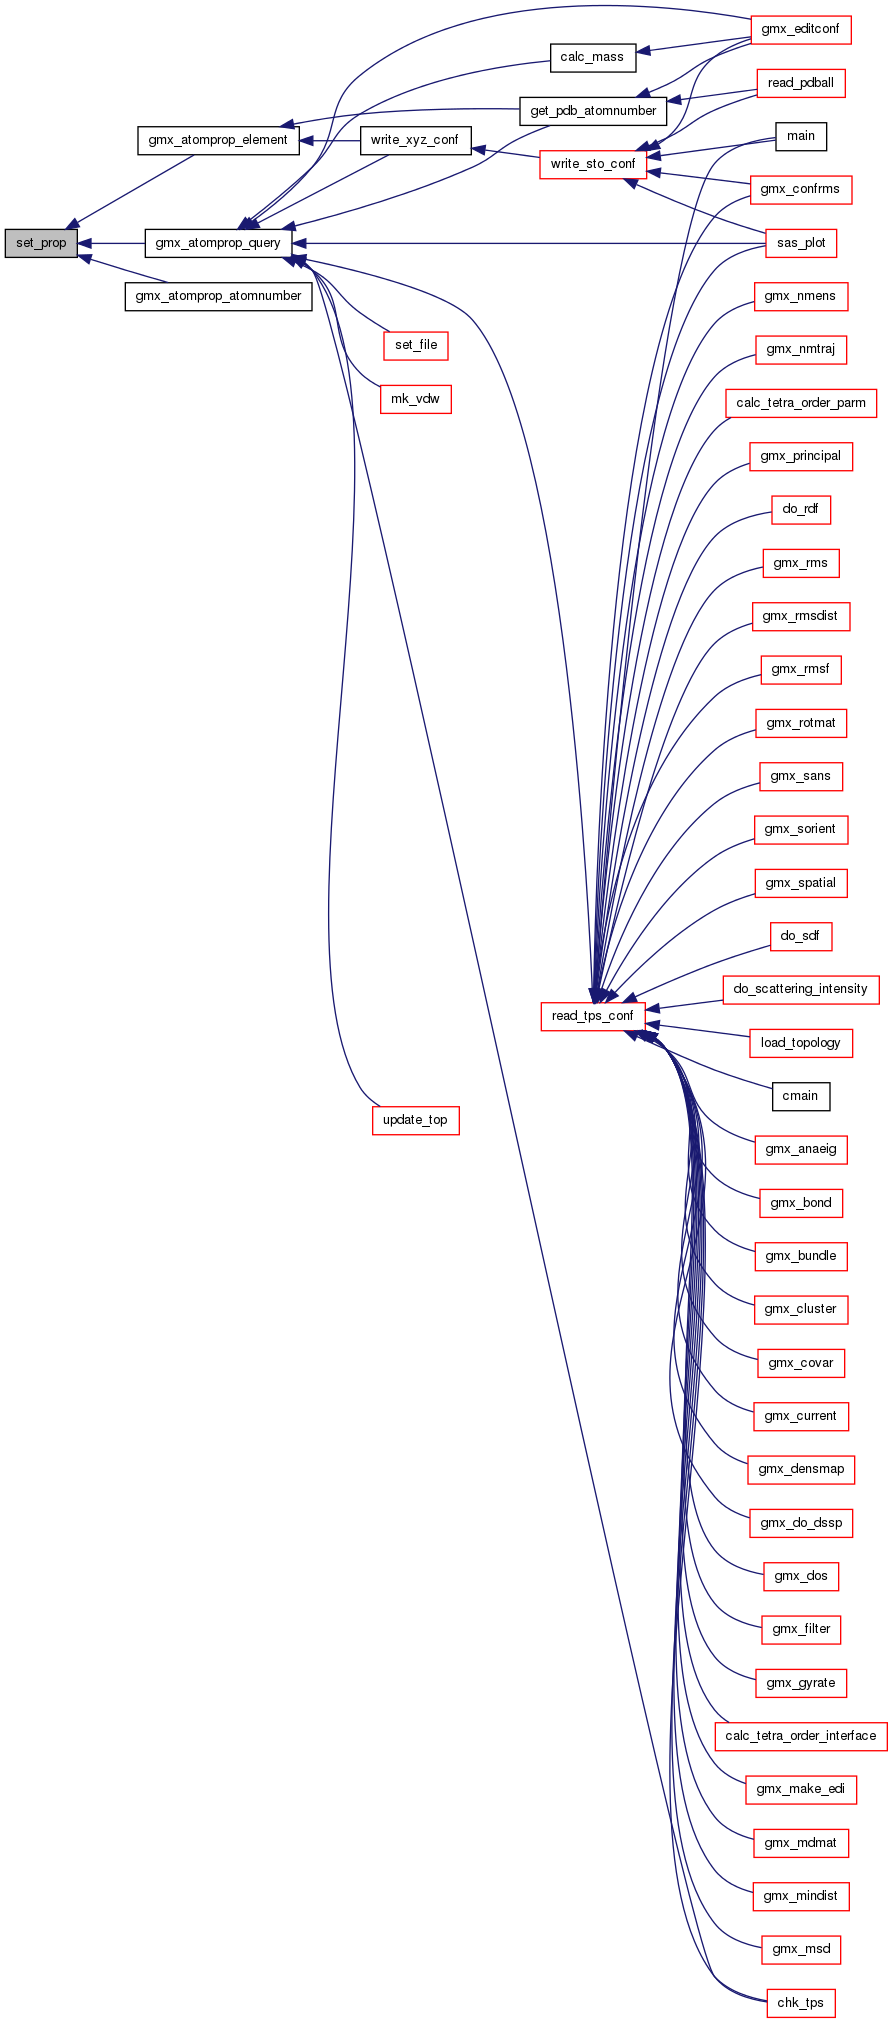 gmx_editconf
calc_mass
read_pdball
get_pdb_atomnumber
main
gmx_atomprop_element
write_xyz_conf
write_sto_conf
gmx_confrms
set_prop
gmx_atomprop_query
sas_plot
gmx_atomprop_atomnumber
gmx_nmens
set_file
gmx_nmtraj
mk_vdw
calc_tetra_order_parm
gmx_principal
do_rdf
gmx_rms
gmx_rmsdist
gmx_rmsf
gmx_rotmat
gmx_sans
gmx_sorient
gmx_spatial
do_sdf
do_scattering_intensity
read_tps_conf
load_topology
cmain
update_top
gmx_anaeig
gmx_bond
gmx_bundle
gmx_cluster
gmx_covar
gmx_current
gmx_densmap
gmx_do_dssp
gmx_dos
gmx_filter
gmx_gyrate
calc_tetra_order_interface
gmx_make_edi
gmx_mdmat
gmx_mindist
gmx_msd
chk_tps